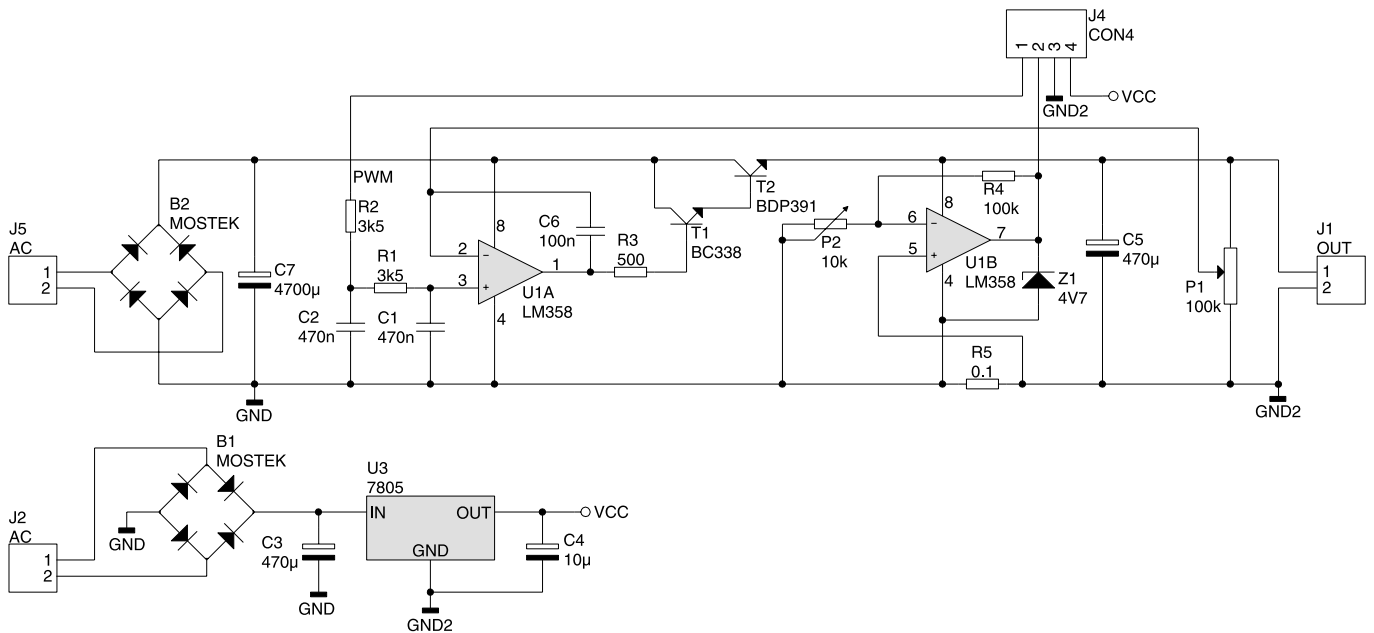 J4
CON4
1 2 3 4
GND2
VCC
PWM
R2
3k5
B2
MOSTEK
J5
AC
1
2
C7
4700µ
R1
3k5
C2
470n
C1
470n
2
3
8
4
1
U1A
LM358
C6
100n
R3
500
T1
BC338
T2
BDP391
P2
10k
R4
100k
8
6
5
7
4
U1B
LM358
Z1
4V7
R5
0.1
C5
470µ
P1
100k
J1
OUT
1
2
GND
GND2
B1
MOSTEK
J2
AC
1
2
GND
C3
470µ
GND
U3
7805
IN
OUT
GND
GND2
C4
10µ
VCC